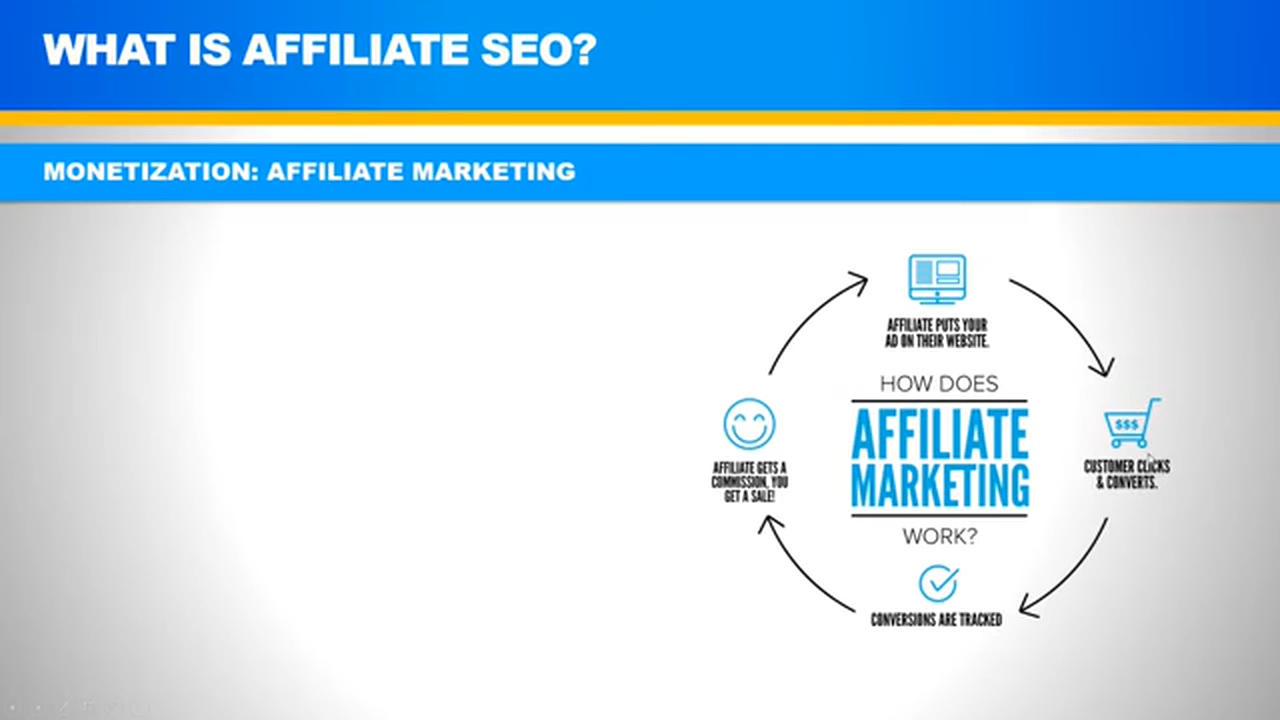 WHAT IS AFFILIATE SEO?
MONETIZATION: AFFILIATE MARKETING
AFFILIATE PUTS YOUR
AD ON THEIR WEBSITE.
HOW DOES
AFFILIATE
MARKETING
WORK?
$$$
CUSTOMER CLICKS
& CONVERTS.
CONVERSIONS ARE TRACKED
AFFILIATE GETS A
COMMISSION, YOU
GET A SALE!